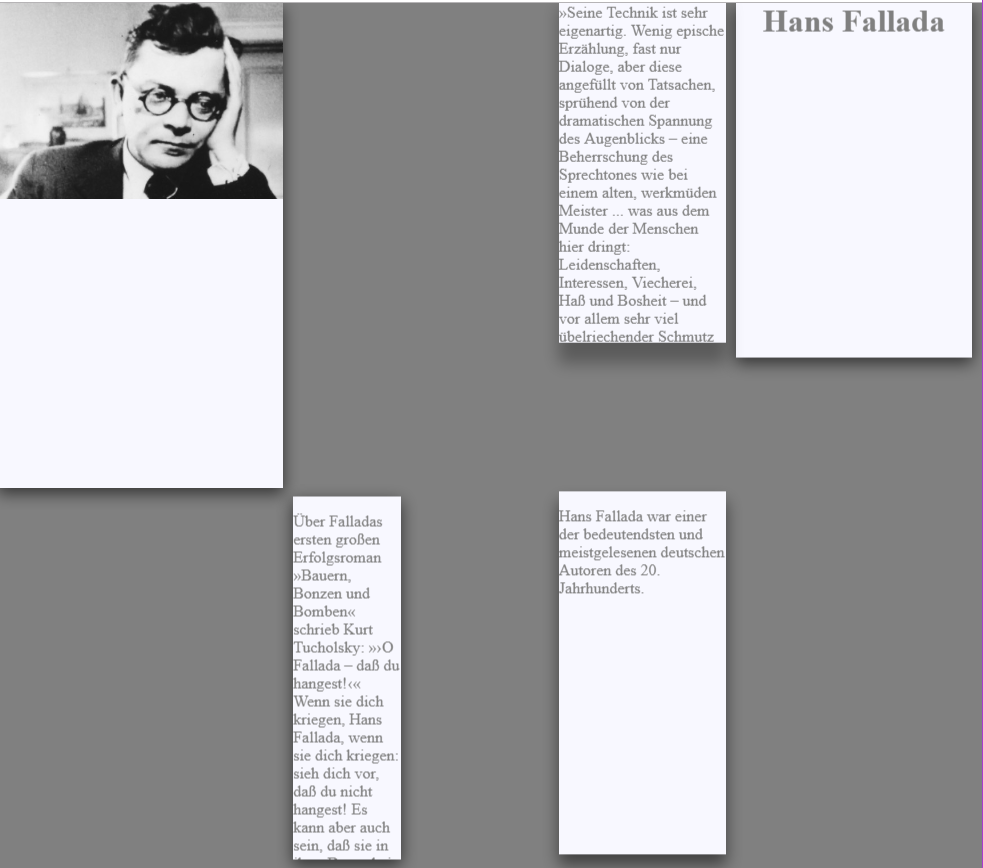 »Seine Technik ist sehr
eigenartig. Wenig epische
Erzählung, fast nur
Dialoge, aber diese
angefüllt von Tatsachen,
sprühend von der
dramatischen Spannung
des Augenblicks – eine
Beherrschung des
Sprechtones wie bei
einem alten, werkmüden
Meister ... was aus dem
Munde der Menschen
hier dringt:
Leidenschaften,
Interessen, Viecherei,
Haß und Bosheit – und
vor allem sehr viel
übelriechender Schmutz
Hans Fallada
Über Falladas
ersten großen
Erfolgsroman
»Bauern,
Bonzen und
Bomben«
schrieb Kurt
Tucholsky: »›O
Fallada – daß du
hangest!‹«
Wenn sie dich
kriegen, Hans
Fallada, wenn
sie dich kriegen:
sieh dich vor,
daß du nicht
hangest! Es
kann aber auch
sein, daß sie in
Hans Fallada war einer
der bedeutendsten und
meistgelesenen deutschen
Autoren des 20.
Jahrhunderts.